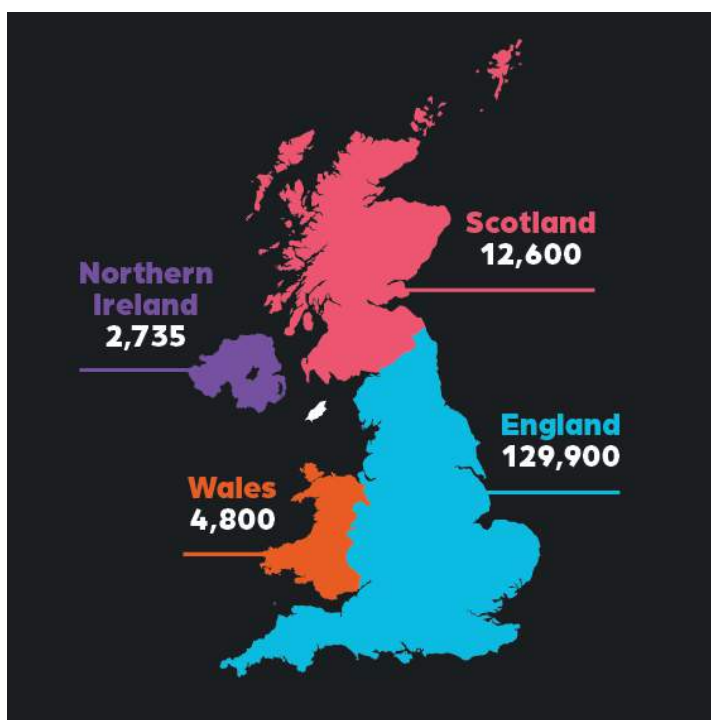 Scotland
12,600
Northern
Ireland
2,735
England
129,900
Wales
4,800